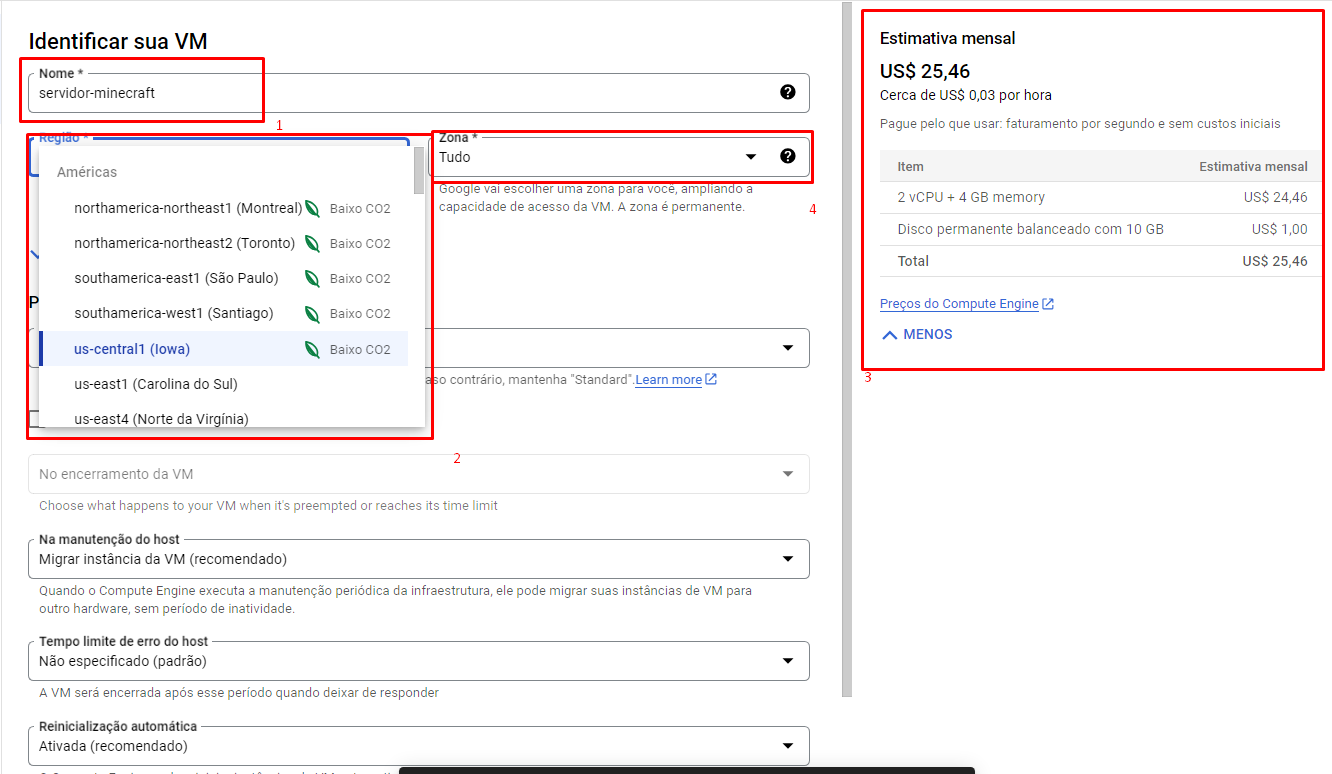 Identificar sua VM
Nome *
servidor-minecraft
1
Região *
Américas
northamerica-northeast1 (Montreal) Baixo CO2
northamerica-northeast2 (Toronto) Baixo CO2
southamerica-east1 (São Paulo) Baixo CO2
southamerica-west1 (Santiago) Baixo CO2
us-central1 (Iowa) Baixo CO2
us-east1 (Carolina do Sul)
us-east4 (Norte da Virgínia)
2
Zona *
Tudo
Google vai escolher uma zona para você, ampliando a
capacidade de acesso da VM. A zona é permanente.
4
P
contrário, mantenha "Standard". Learn more
No encerramento da VM
Choose what happens to your VM when it's preempted or reaches its time limit
Na manutenção do host
Migrar instância da VM (recomendado)
Quando o Compute Engine executa a manutenção periódica da infraestrutura, ele pode migrar suas instâncias de VM para
outro hardware, sem período de inatividade.
Tempo limite de erro do host
Não especificado (padrão)
A VM será encerrada após esse período quando deixar de responder
Reinicialização automática
Ativada (recomendado)
Estimativa mensal
US$ 25,46
Cerca de US$ 0,03 por hora
Pague pelo que usar: faturamento por segundo e sem custos iniciais
Item Estimativa mensal
2 vCPU + 4 GB memory US$ 24,46
Disco permanente balanceado com 10 GB US$ 1,00
Total US$ 25,46
Preços do Compute Engine
MENOS
3